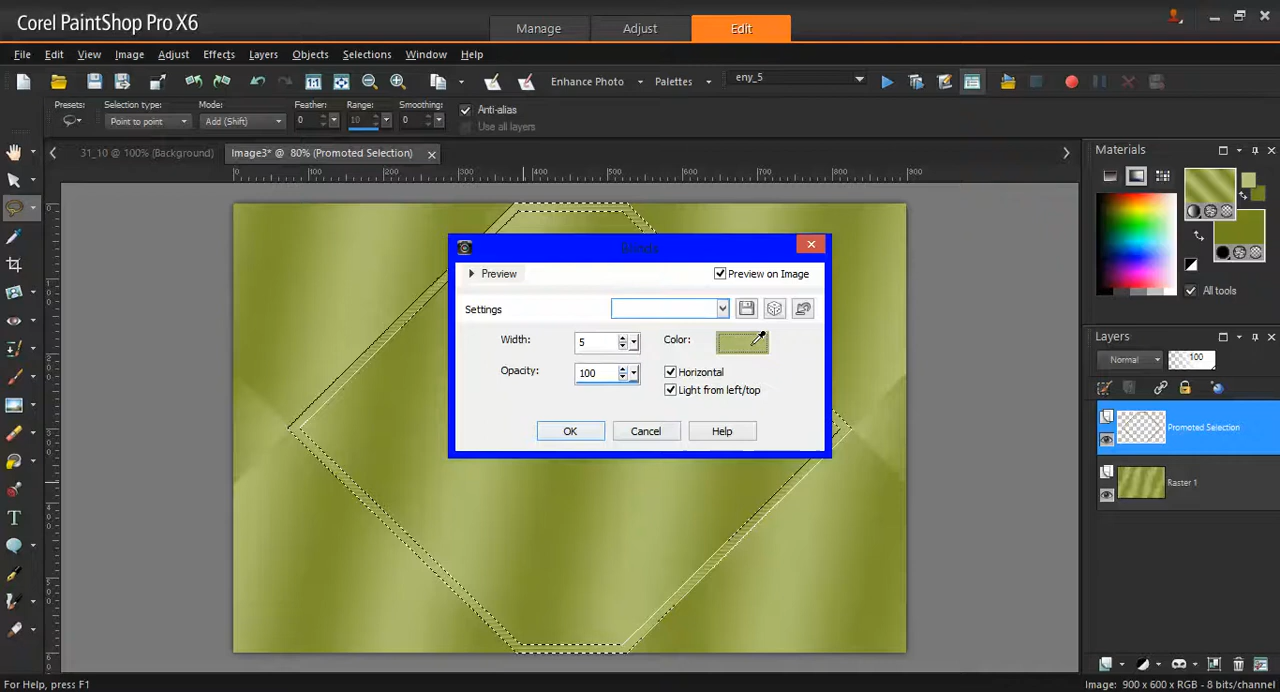 Corel PaintShop Pro X6
Manage Adjust Edit
File Edit View Image Adjust Effects Layers Objects Selections Window Help
Enhance Photo Palettes eny_5
Presets: Selection type: Mode: Feather: Range: Smoothing: Anti-alias
Point to point Add (Shift) 0 10 0 Use all layers
31_10 @ 100% (Background) Image3* @ 80% (Promoted Selection)
Materials
All tools
Layers
Normal 100
Promoted Selection
Raster 1
Preview Preview on Image
Settings
Width: 5 Color:
Opacity: 100 Horizontal
Light from left/top
OK Cancel Help
For Help, press F1 Image: 900 x 600 x RGB - 8 bits/channel